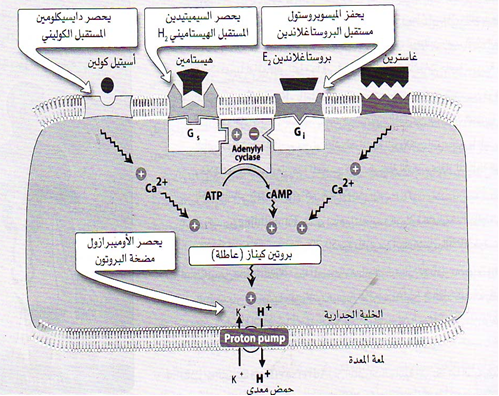 يحصر دايسيكلومين
المستقبل الكوليني
يحصر السيميتيدين
المستقبل الهيستاميني H₂
يحفز الميسوبروستول
مستقبل البروستاغلاندين
أسيتيل كولين
هيستامين
بروستاغلاندين E₂
غاسترين
Gs
Adenylyl
cyclase
Gi
Ca2+
ATP
cAMP
Ca2+
بروتين كيناز (عاطلة)
يحصر الأوميبرازول
مضخة البروتون
K⁺
H⁺
الخلية الجدارية
Proton pump
لمعة المعدة
K⁺
H⁺
حمض معدي